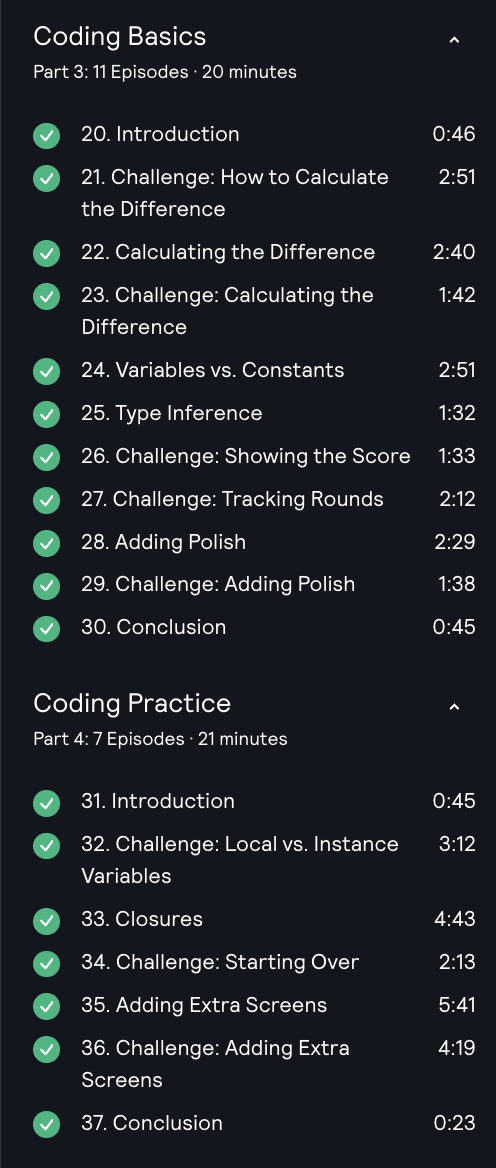 Coding Basics
Part 3: 11 Episodes · 20 minutes
20. Introduction 0:46
21. Challenge: How to Calculate 2:51
the Difference
22. Calculating the Difference 2:40
23. Challenge: Calculating the 1:42
Difference
24. Variables vs. Constants 2:51
25. Type Inference 1:32
26. Challenge: Showing the Score 1:33
27. Challenge: Tracking Rounds 2:12
28. Adding Polish 2:29
29. Challenge: Adding Polish 1:38
30. Conclusion 0:45
Coding Practice
Part 4: 7 Episodes · 21 minutes
31. Introduction 0:45
32. Challenge: Local vs. Instance 3:12
Variables
33. Closures 4:43
34. Challenge: Starting Over 2:13
35. Adding Extra Screens 5:41
36. Challenge: Adding Extra 4:19
Screens
37. Conclusion 0:23